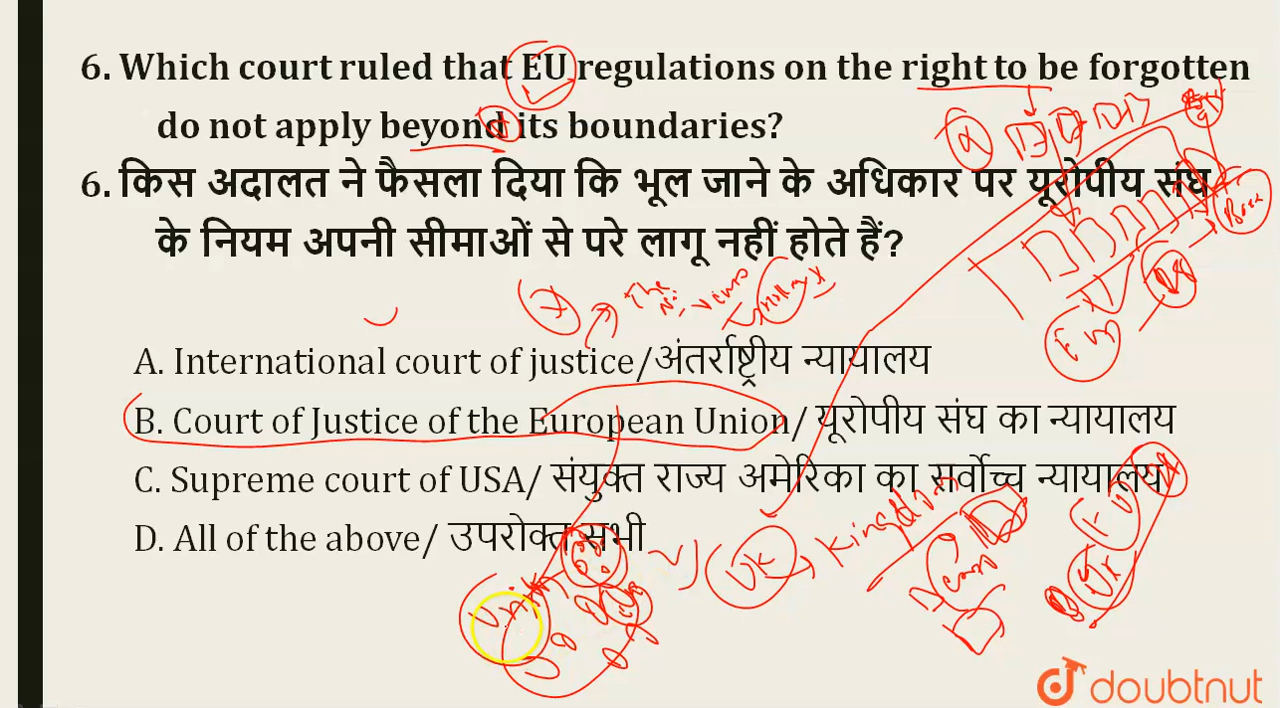 6. Which court ruled that EU regulations on the right to be forgotten
do not apply beyond its boundaries?
6. किस अदालत ने फैसला दिया कि भूल जाने के अधिकार पर यूरोपीय संघ
के नियम अपनी सीमाओं से परे लागू नहीं होते हैं?
The
A. International court of justice/अंतर्राष्ट्रीय न्यायालय
B. Court of Justice of the European Union/ यूरोपीय संघ का न्यायालय
C. Supreme court of USA/ संयुक्त राज्य अमेरिका का सर्वोच्च न्यायालय
D. All of the above/ उपरोक्त सभी
UK Kingdom
doubtnut